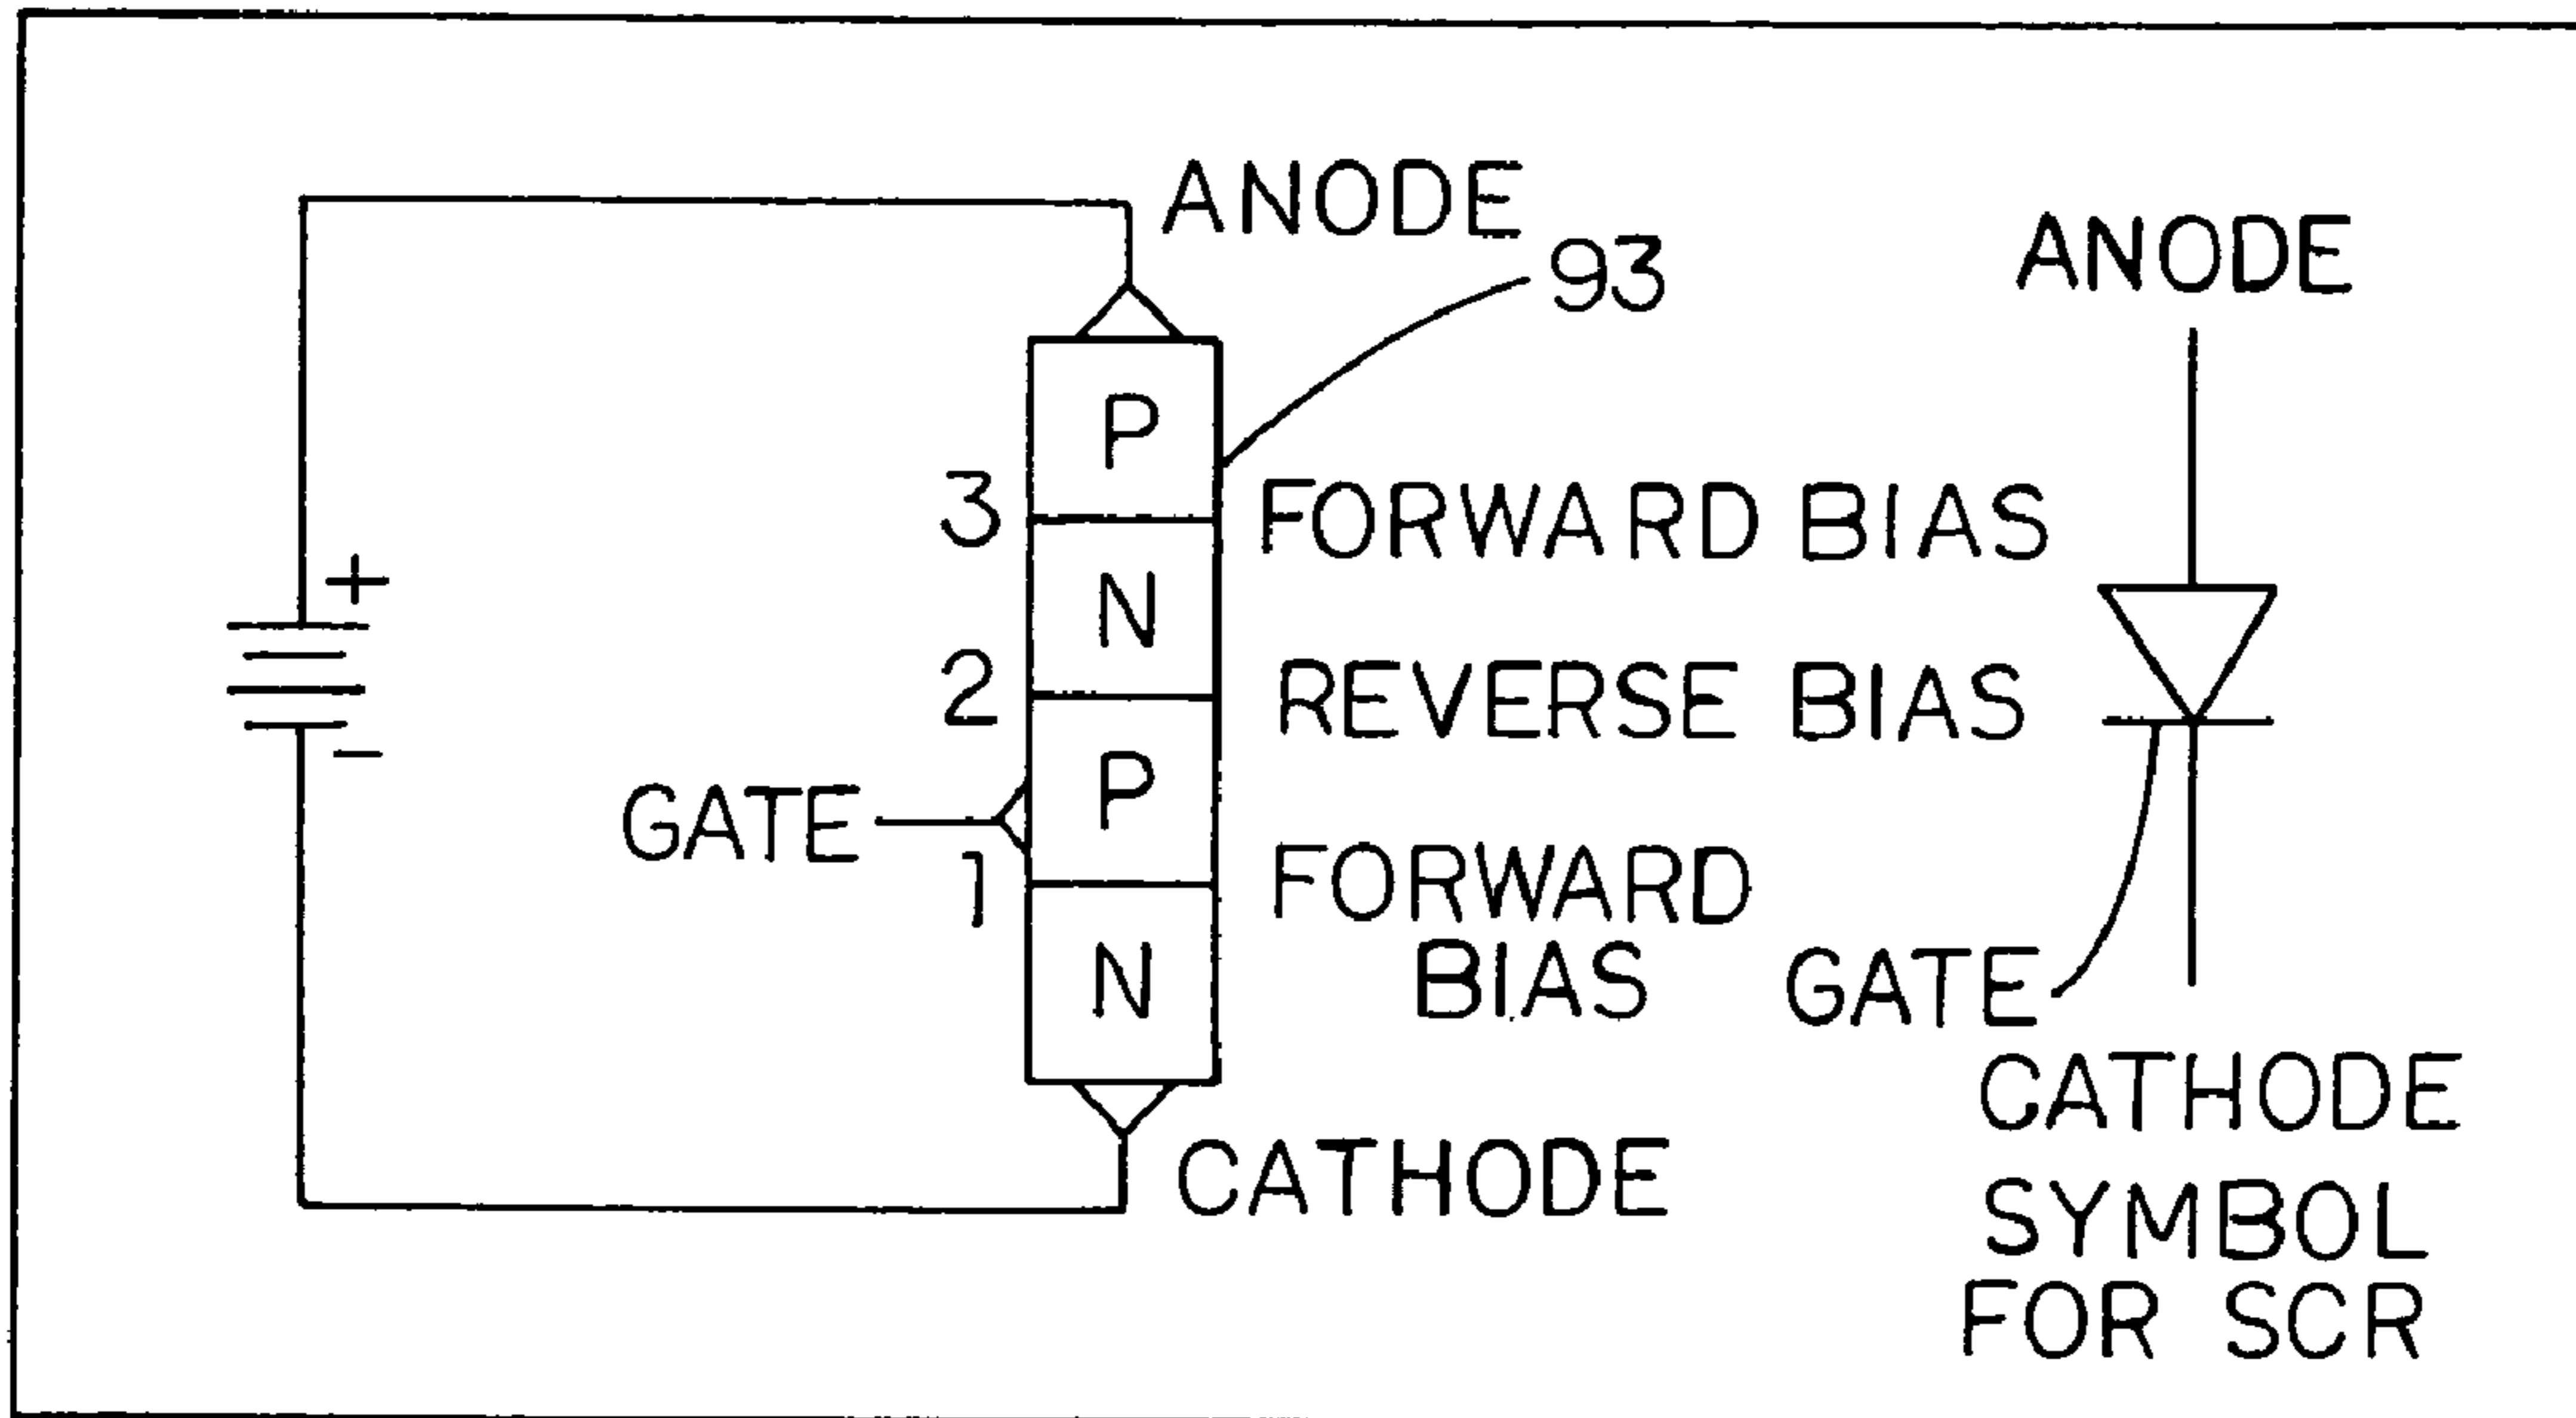 ANODE
93
ANODE
P
3 FORWARD BIAS
+
N
2 REVERSE BIAS
-
P
GATE
1 FORWARD
BIAS
N
GATE
CATHODE
CATHODE
SYMBOL
FOR SCR